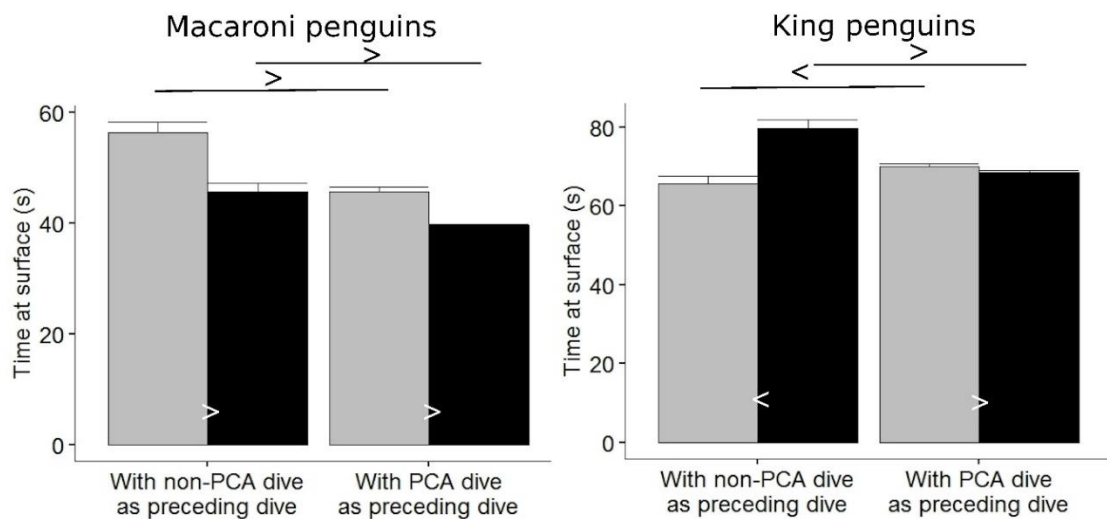 Macaroni penguins
>
>
Time at surface (s)
60
40
20
0
>
>
With non-PCA dive
as preceding dive
With PCA dive
as preceding dive
King penguins
>
<
Time at surface (s)
80
60
40
20
0
<
>
With non-PCA dive
as preceding dive
With PCA dive
as preceding dive